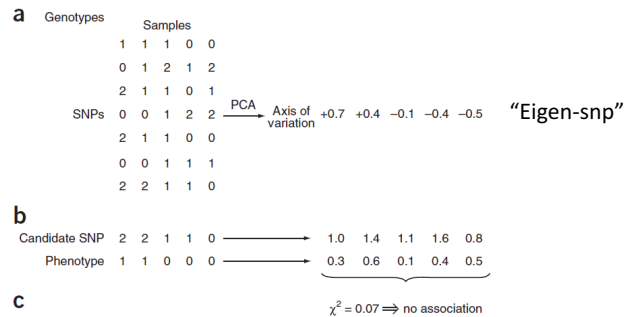 a
Genotypes
Samples
1 1 1 0 0
0 1 2 1 2
2 1 1 0 1
SNPs 0 0 1 2 2 PCA Axis of variation +0.7 +0.4 −0.1 −0.4 −0.5 “Eigen-snp”
2 1 1 0 0
0 0 1 1 1
2 2 1 1 0
b
Candidate SNP 2 2 1 1 0 1.0 1.4 1.1 1.6 0.8
Phenotype 1 1 0 0 0 0.3 0.6 0.1 0.4 0.5
c
χ² = 0.07 ⇒ no association